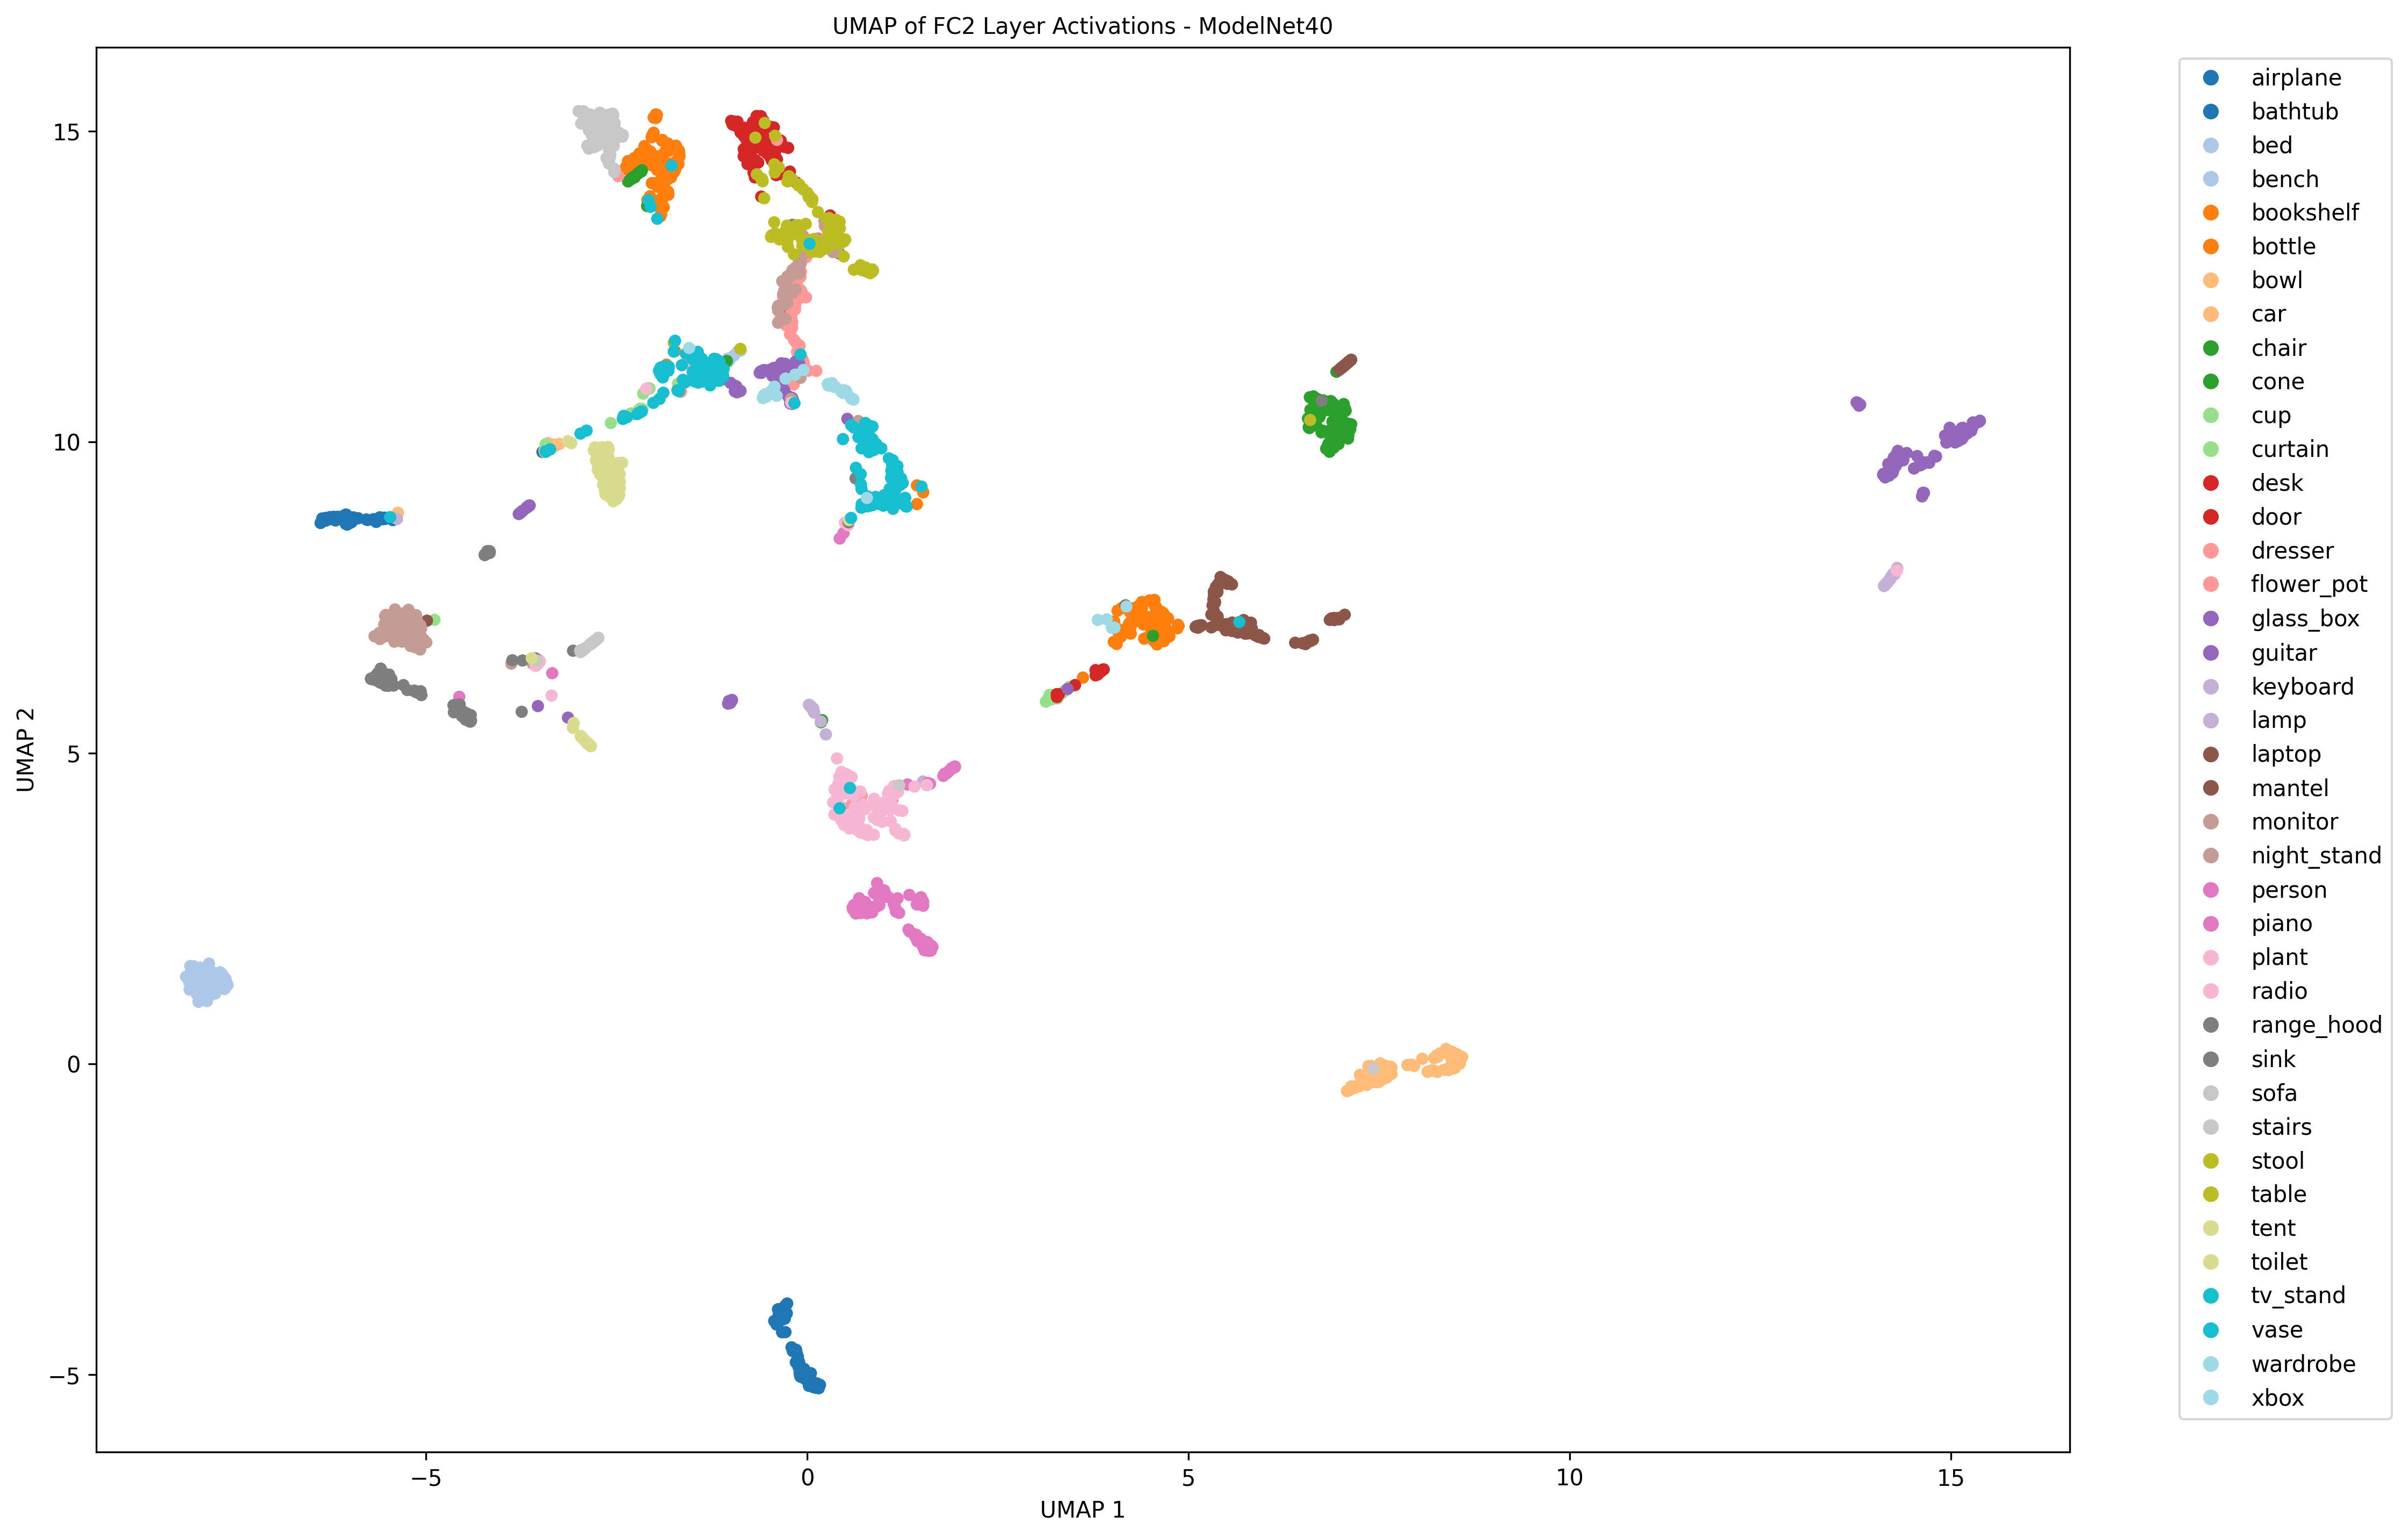 UMAP of FC2 Layer Activations - ModelNet40
15
10
5
0
−5
UMAP 2
−5
0
5
10
15
UMAP 1
airplane
bathtub
bed
bench
bookshelf
bottle
bowl
car
chair
cone
cup
curtain
desk
door
dresser
flower_pot
glass_box
guitar
keyboard
lamp
laptop
mantel
monitor
night_stand
person
piano
plant
radio
range_hood
sink
sofa
stairs
stool
table
tent
toilet
tv_stand
vase
wardrobe
xbox